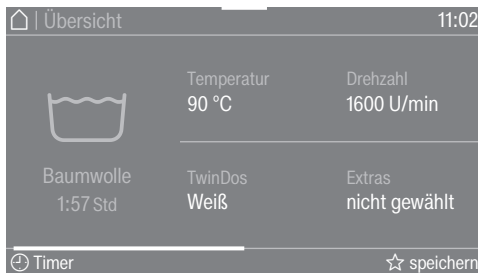 | Übersicht
11:02
Temperatur
90 °C
Drehzahl
1600 U/min
Baumwolle
1:57 Std
TwinDos
Weiß
Extras
nicht gewählt
Timer
speichern